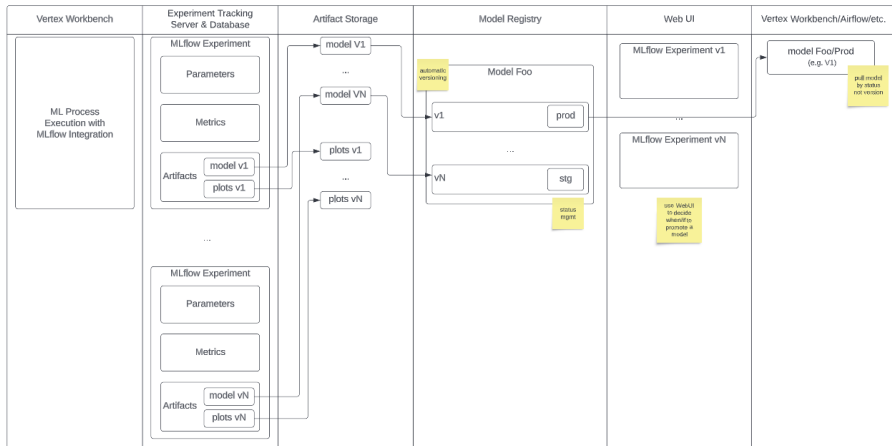 Vertex Workbench
Experiment Tracking
Server & Database
Artifact Storage
Model Registry
Web UI
Vertex Workbench/Airflow/etc.
ML Process
Execution with
MLflow Integration
MLflow Experiment
Parameters
Metrics
Artifacts
model v1
plots v1
...
MLflow Experiment
Parameters
Metrics
Artifacts
model vN
plots vN
model V1
...
model VN
plots v1
...
plots vN
automatic
versioning
Model Foo
v1
prod
...
vN
stg
status
mgmt
MLflow Experiment v1
...
MLflow Experiment vN
use WebUI
to decide
when/if to
promote a
model
model Foo/Prod
(e.g. V1)
pull model
by status
not version